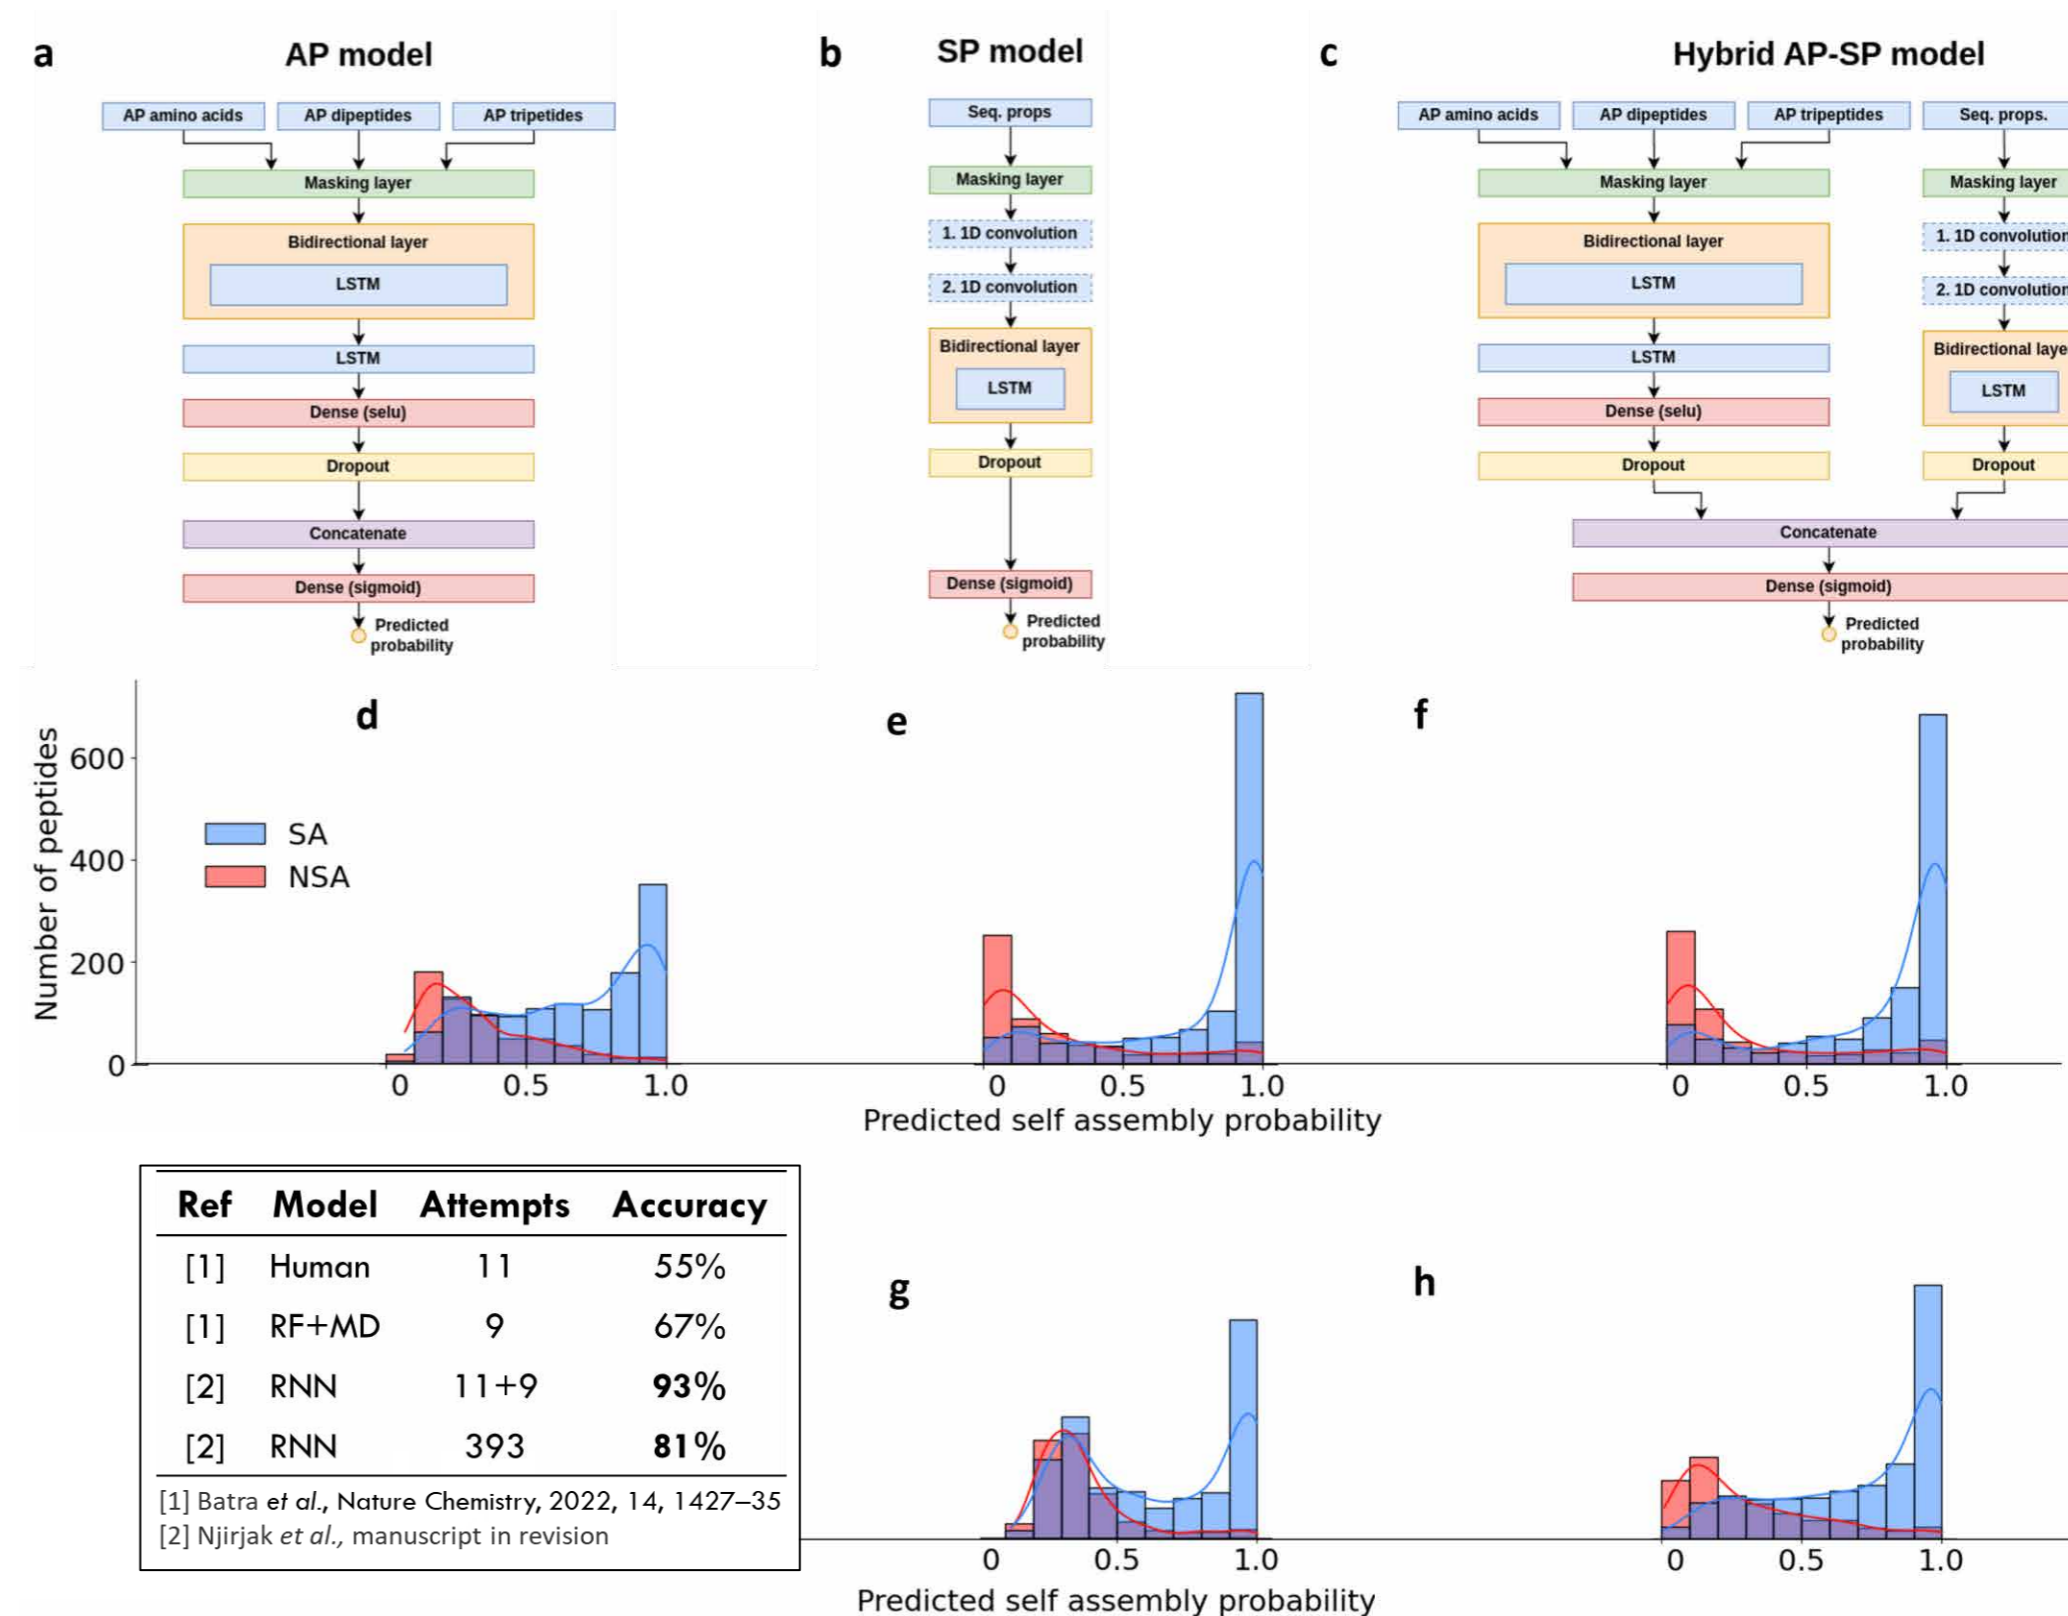 a
AP model
AP amino acids
AP dipeptides
AP tripetides
Masking layer
Bidirectional layer
LSTM
LSTM
Dense (selu)
Dropout
Concatenate
Dense (sigmoid)
Predicted
probability
b
SP model
Seq. props
Masking layer
1. 1D convolution
2. 1D convolution
Bidirectional layer
LSTM
Dropout
Dense (sigmoid)
Predicted
probability
c
Hybrid AP-SP model
AP amino acids
AP dipeptides
AP tripeptides
Seq. props.
Masking layer
Bidirectional layer
LSTM
LSTM
Dense (selu)
Dropout
Masking layer
1. 1D convolution
2. 1D convolution
Bidirectional laye
LSTM
Dropout
Concatenate
Dense (sigmoid)
Predicted
probability
Number of peptides
600
400
200
0
SA
NSA
d
0 0.5 1.0
e
0 0.5 1.0
f
0 0.5 1.0
Predicted self assembly probability
Ref Model Attempts Accuracy
[1] Human 11 55%
[1] RF+MD 9 67%
[2] RNN 11+9 93%
[2] RNN 393 81%
[1] Batra et al., Nature Chemistry, 2022, 14, 1427–35
[2] Njirjak et al., manuscript in revision
g
0 0.5 1.0
h
0 0.5 1.0
Predicted self assembly probability